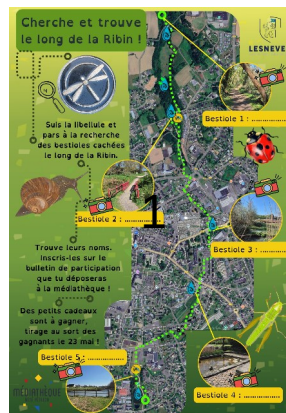 Cherche et trouve
le long de la Ribin !
LESNEVEN
Suis la libellule et
pars à la recherche
des bestioles cachées
le long de la Ribin.
Bestiole 1 : ................
Bestiole 2 : ................
1
Bestiole 3 : ................
Trouve leurs noms.
Inscris-les sur le
bulletin de participation
que tu déposeras
à la médiathèque !
Des petits cadeaux
sont à gagner,
tirage au sort des
gagnants le 23 mai !
Bestiole 5 : ................
Bestiole 4 : ................
MÉDIATHÈQUE